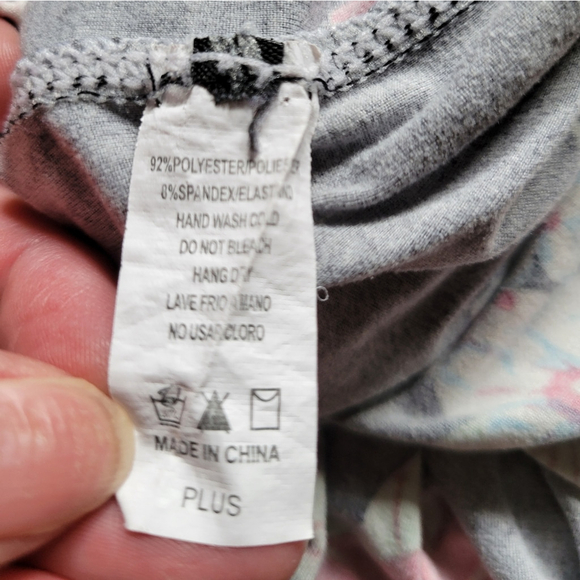 92%POLYESTER/POLIESTER
8%SPANDEX/ELASTANO
HAND WASH COLD
DO NOT BLEACH
HANG DRY
LAVE FRIO A MANO
NO USAR CLORO
MADE IN CHINA
PLUS